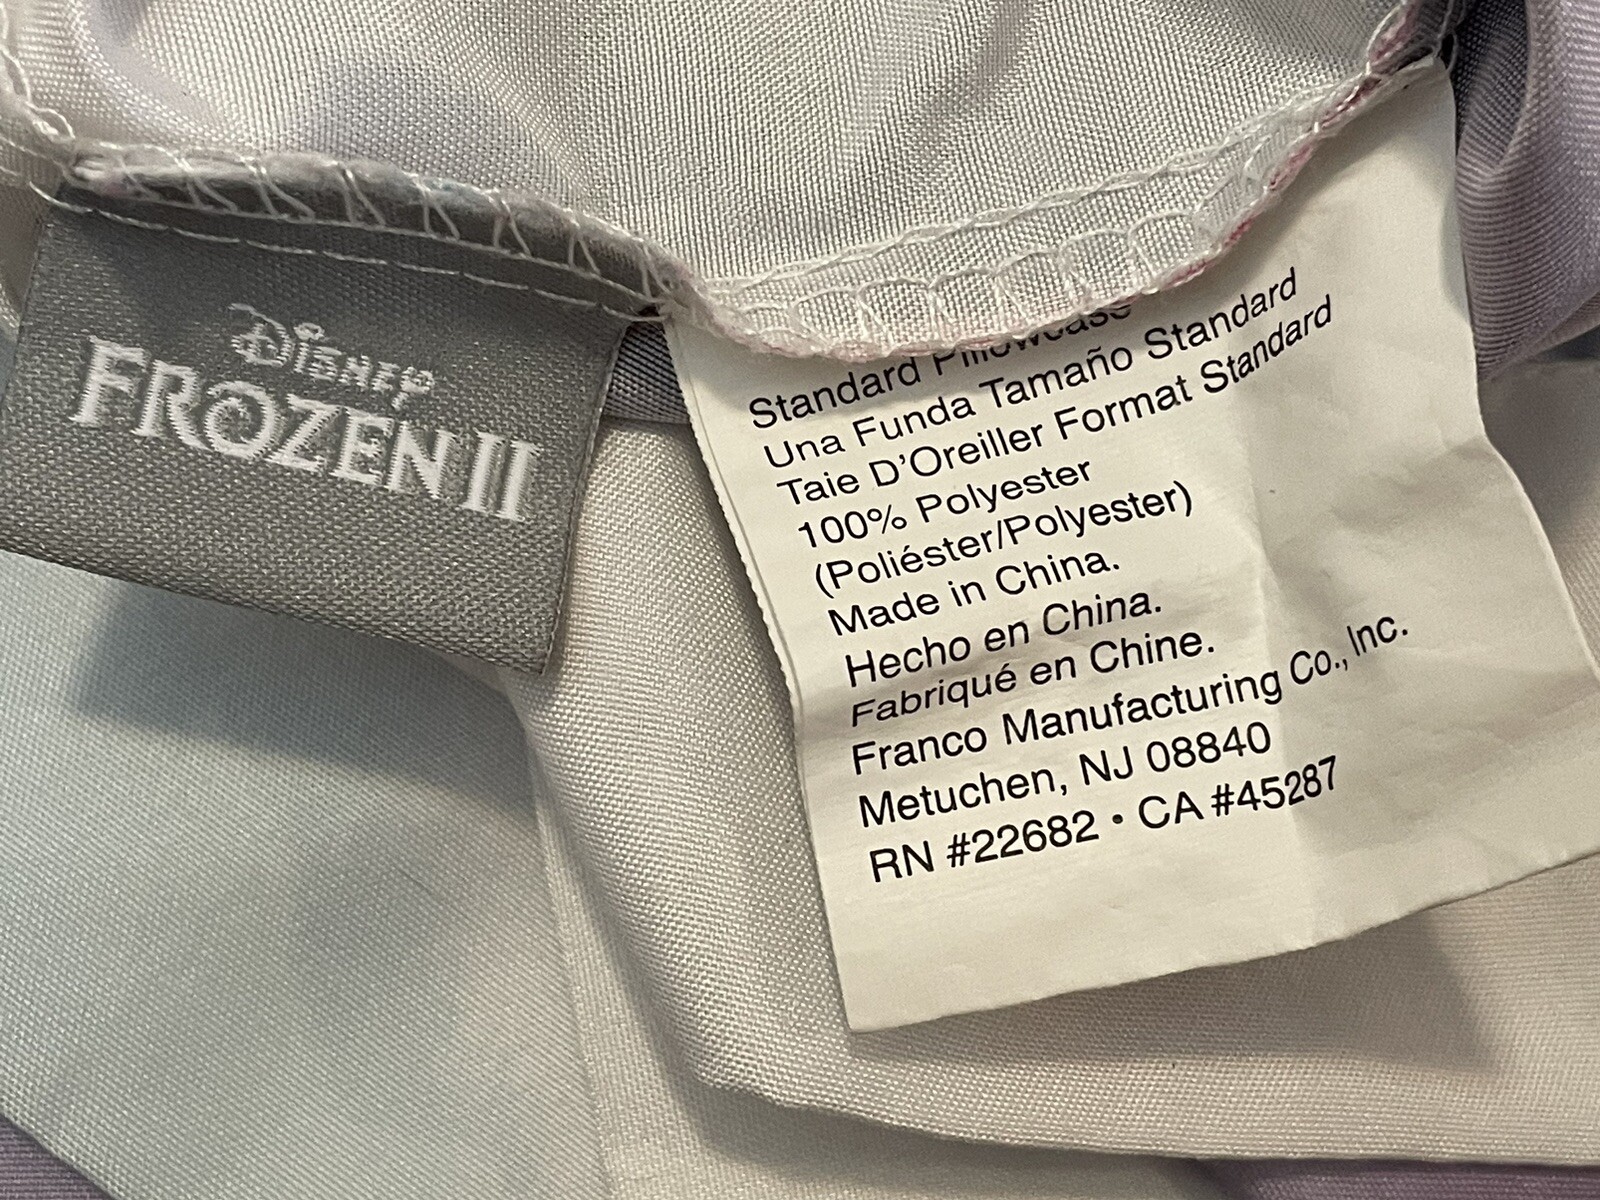 Disney
FROZEN II
Standard Pillowcase
Una Funda Tamaño Standard
Taie D'Oreiller Format Standard
100% Polyester
(Poliéster/Polyester)
Made in China.
Hecho en China.
Fabriqué en Chine.
Franco Manufacturing Co., Inc.
Metuchen, NJ 08840
RN #22682 • CA #45287